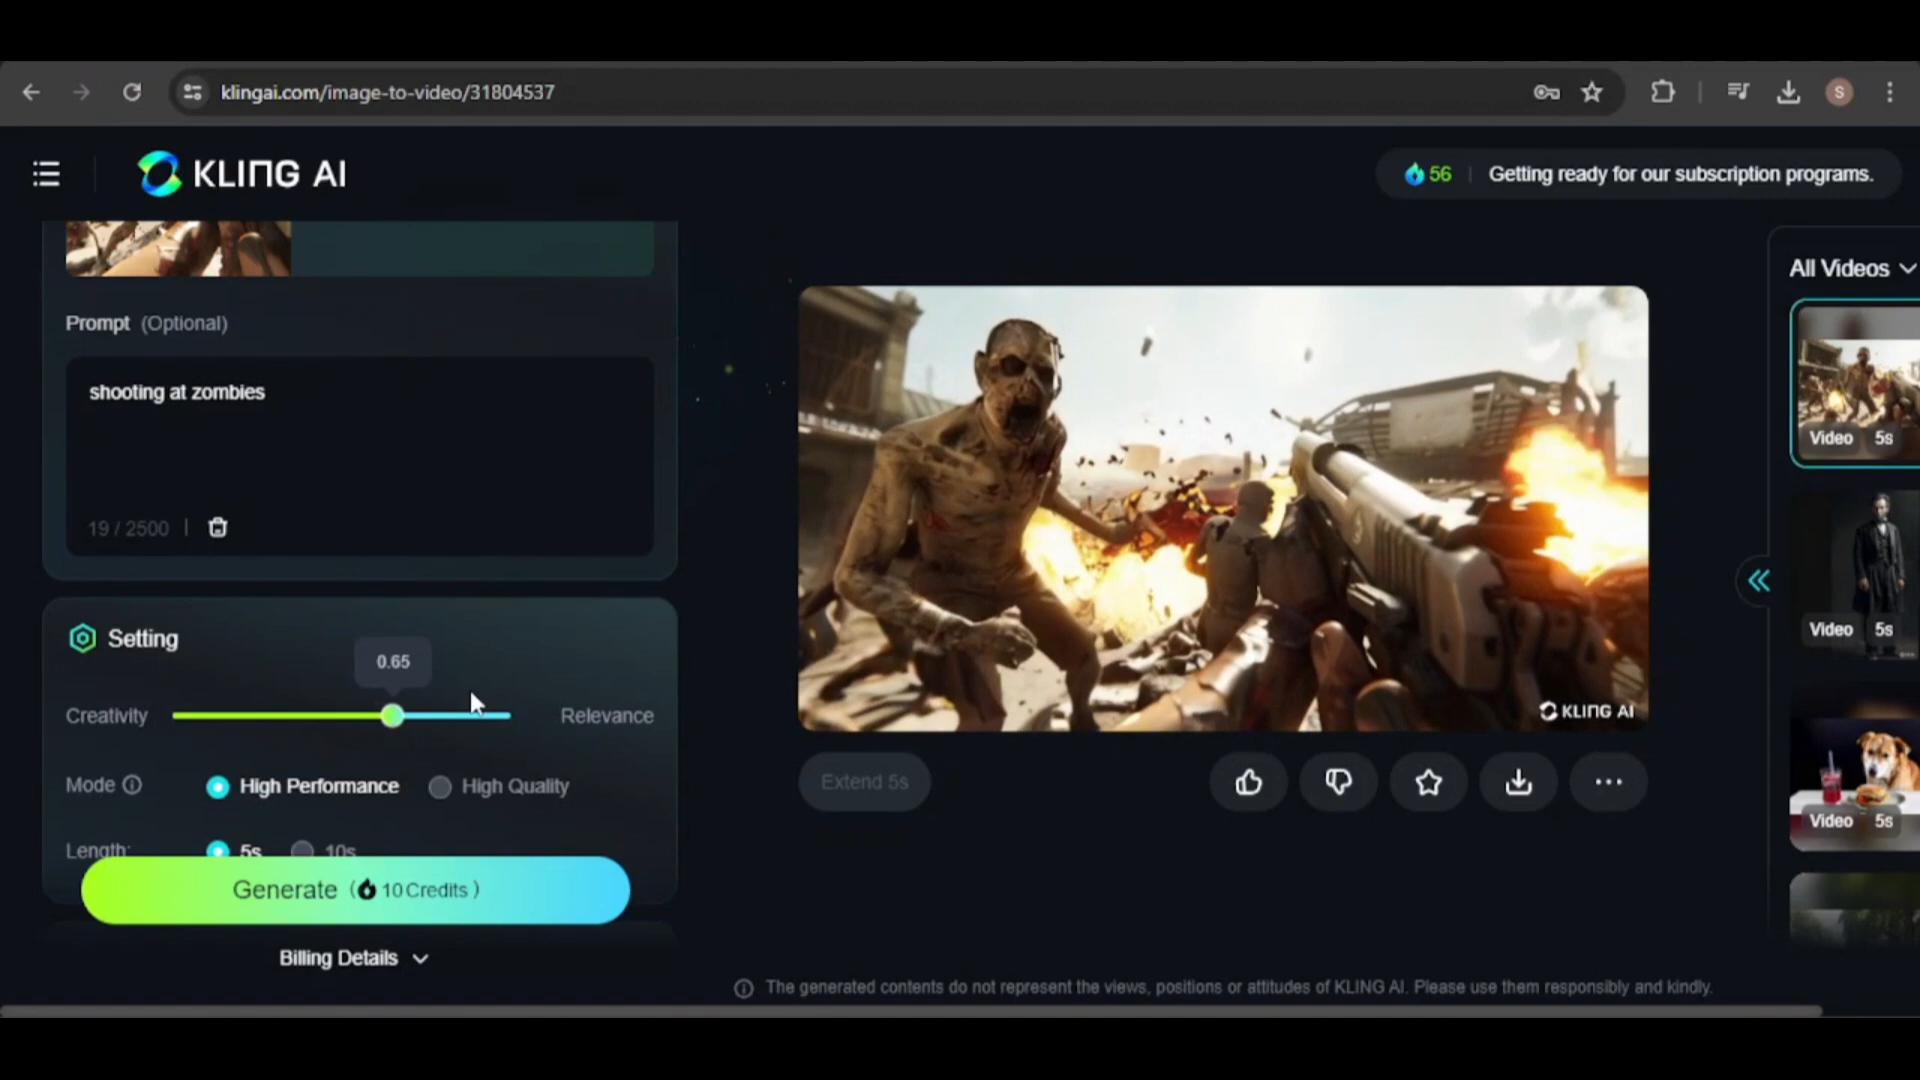 klingai.com/image-to-video/31804537
S
KLING AI
56
Getting ready for our subscription programs.
Prompt (Optional)
shooting at zombies
19 / 2500
Setting
0.65
Creativity
Relevance
Mode
High Performance
High Quality
Length:
5s
10s
Generate ( 10 Credits )
Billing Details
KLING AI
Extend 5s
All Videos
Video 5s
Video 5s
Video 5s
The generated contents do not represent the views, positions or attitudes of KLING AI. Please use them responsibly and kindly.